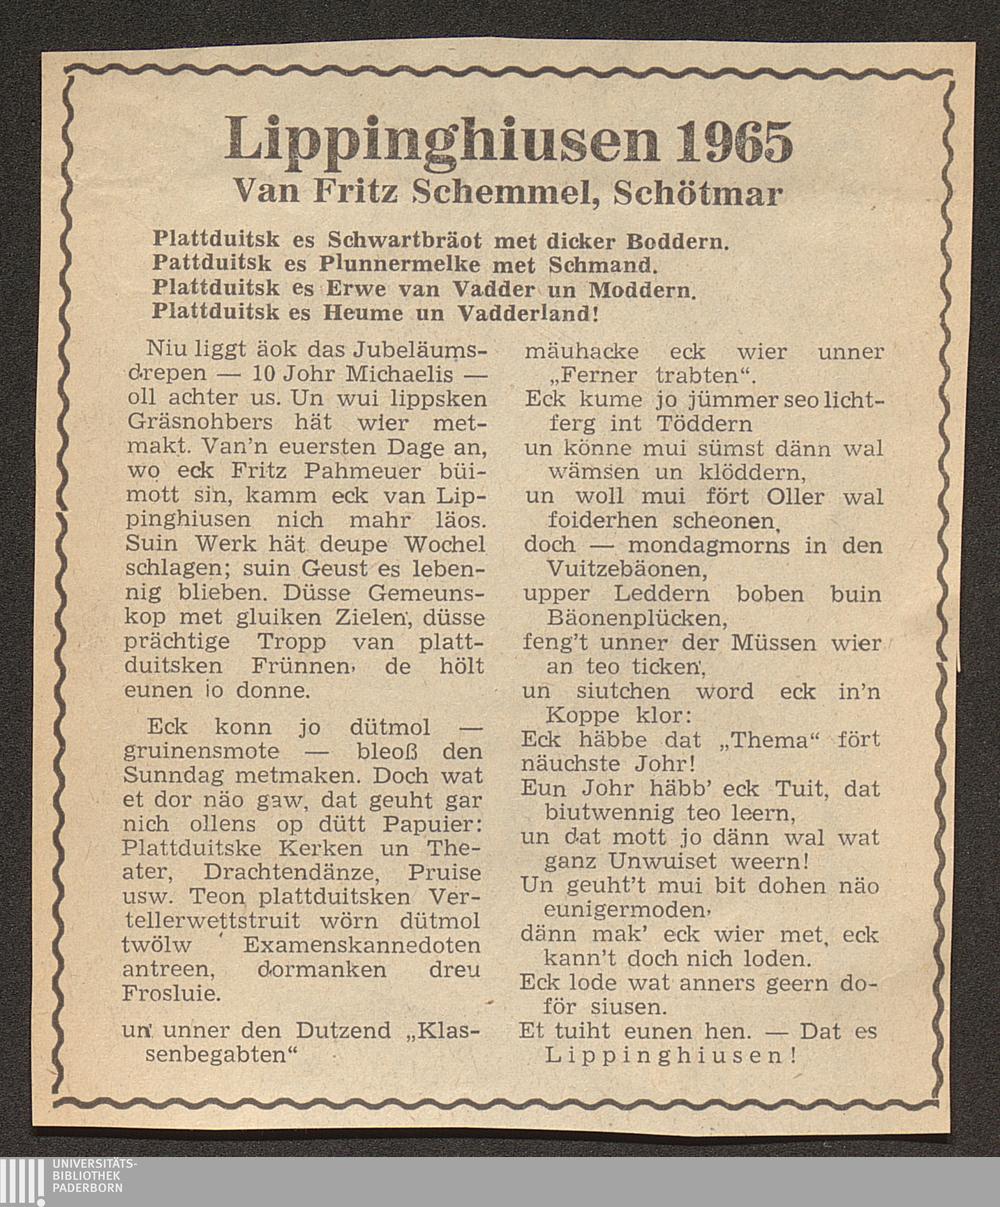 Lippinghiusen 1965
Van Fritz Schemmel, Schötmar
Plattduitsk es Schwartbräot met dicker Boddern.
Pattduitsk es Plunnermelke met Schmand.
Plattduitsk es Erwe van Vadder un Moddern.
Plattduitsk es Heume un Vadderland!
Niu liggt äok das Jubeläums-
drepen — 10 Johr Michaelis —
oll achter us. Un wui lippsken
Gräsnohbers hät wier met-
makt. Van'n euersten Dage an,
wo eck Fritz Pahmeuer büi-
mott sin, kamm eck van Lip-
pinghiusen nich mahr läos.
Suin Werk hät deupe Wochel
schlagen; suin Geust es leben-
nig blieben. Düsse Gemeuns-
kop met gluiken Zielen, düsse
prächtige Tropp van platt-
duitsken Frünnen, de hölt
eunen jo donne.
Eck konn jo dütmol —
gruinensmote — bleoß den
Sunndag metmaken. Doch wat
et dor näo gaw, dat geuht gar
nich ollens op dütt Papuier:
Plattduitske Kerken un The-
ater, Drachtendänze, Pruise
usw. Teon plattduitsken Ver-
tellerwettstruit wörn dütmol
twölw ' Examenskannedoten
antreen, dormanken dreu
Frosluie.
un unner den Dutzend „Klas-
senbegabten“
mäuhacke eck wier unner
„Ferner trabten“.
Eck kume jo jümmer seo licht-
ferg int Töddern
un könne mui sümst dänn wal
wämsen un klöddern,
un woll mui fört Oller wal
foiderhen scheonen,
doch — mondagmorns in den
Vuitzebäonen,
upper Leddern boben buin
Bäonenplücken,
feng't unner der Müssen wier
an teo ticken,
un siutchen word eck in'n
Koppe klor:
Eck häbbe dat „Thema“ fört
näuchste Johr!
Eun Johr häbb' eck Tuit, dat
biutwennig teo leern,
un dat mott jo dänn wal wat
ganz Unwuiset weern!
Un geuht't mui bit dohen näo
eunigermoden,
dänn mak' eck wier met, eck
kann't doch nich loden.
Eck lode wat anners geern do-
för siusen.
Et tuiht eunen hen. — Dat es
Lippinghiusen!
UNIVERSITÄTS-
BIBLIOTHEK
PADERBORN